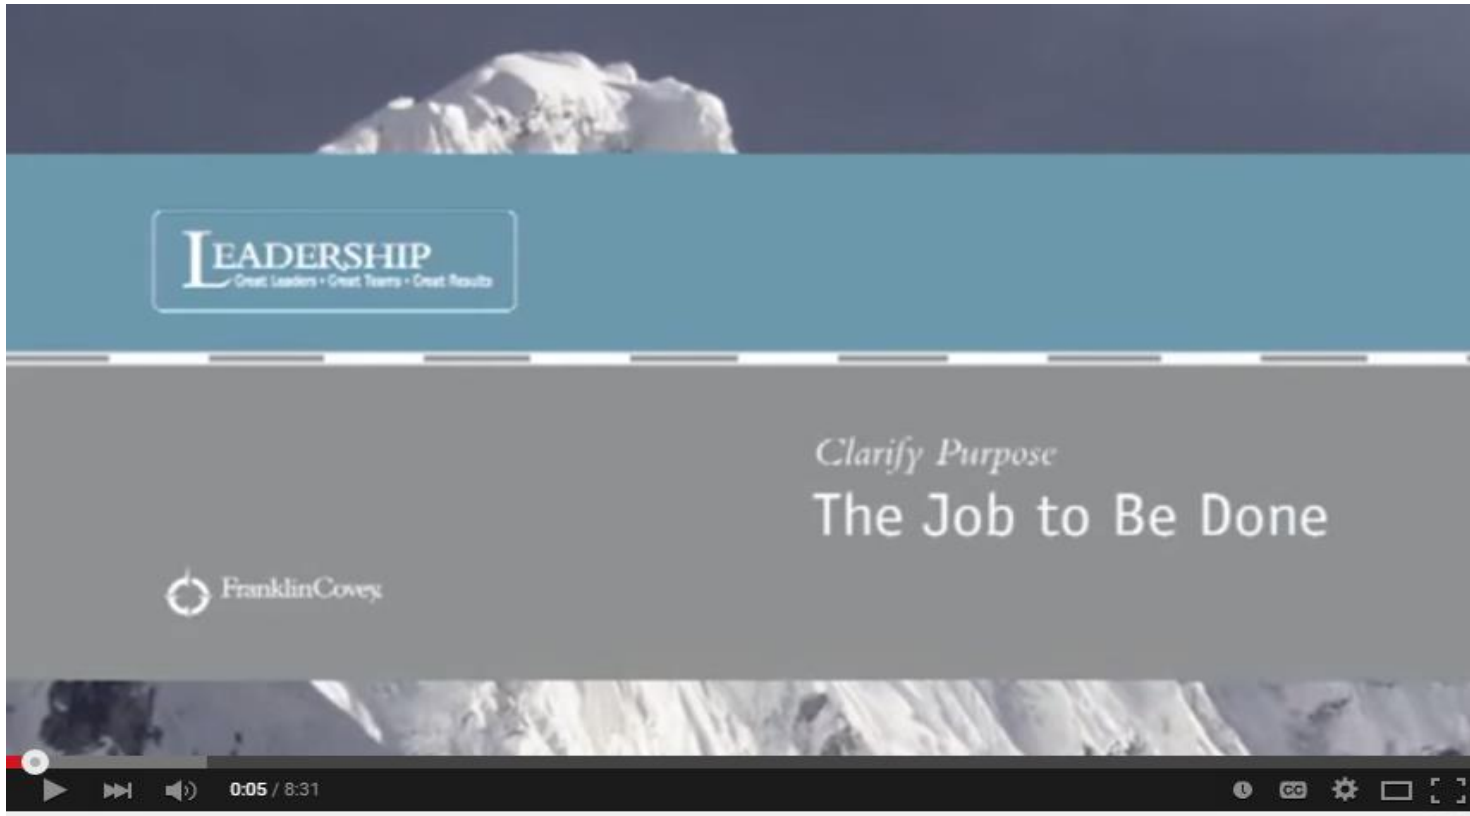 LEADERSHIP
Great Leaders • Great Teams • Great Results
Clarify Purpose
The Job to Be Done
FranklinCovey
0:05 / 8:31
CC